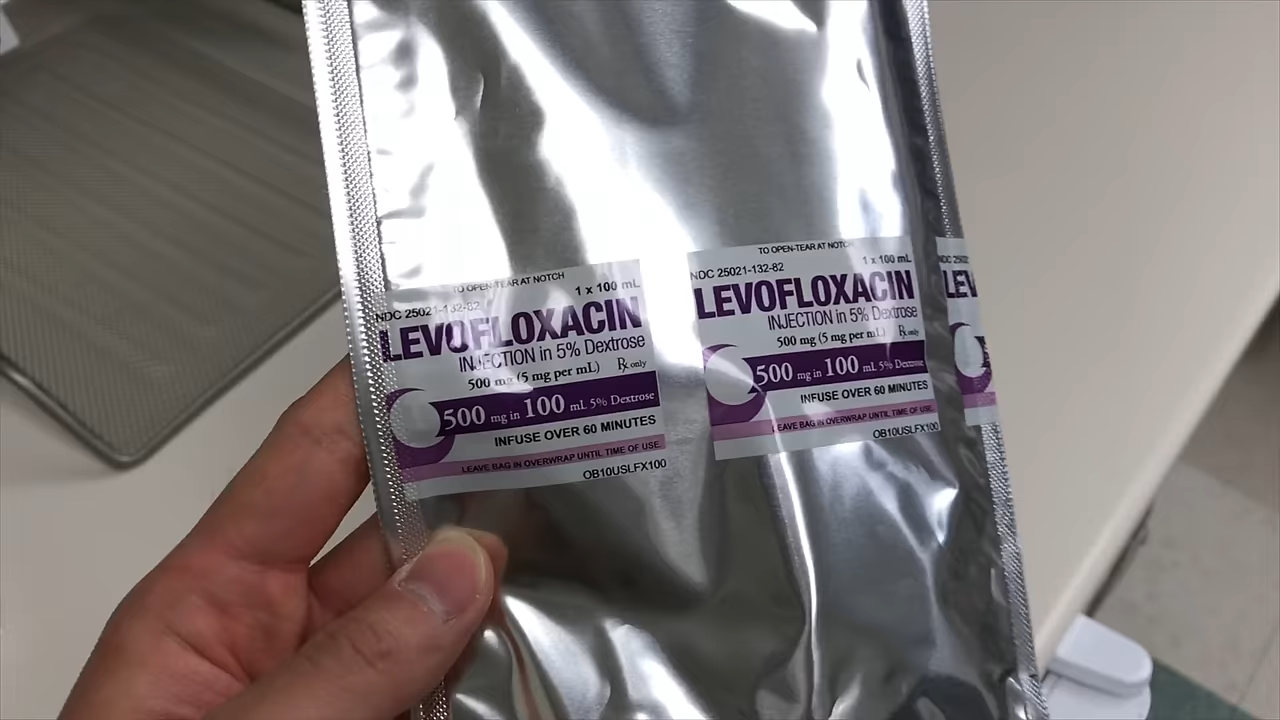 TO OPEN-TEAR AT NOTCH
1 x 100 mL
NDC 25021-132-82
LEVOFLOXACIN
INJECTION in 5% Dextrose
500 mg (5 mg per mL) Rx only
500 mg in 100 mL 5% Dextrose
INFUSE OVER 60 MINUTES
LEAVE BAG IN OVERWRAP UNTIL TIME OF USE.
OB10USLFX100
TO OPEN-TEAR AT NOTCH
1 x 100 mL
NDC 25021-132-82
LEVOFLOXACIN
INJECTION in 5% Dextrose
500 mg (5 mg per mL) Rx only
500 mg in 100 mL 5% Dextrose
INFUSE OVER 60 MINUTES
LEAVE BAG IN OVERWRAP UNTIL TIME OF USE.
OB10USLFX100
NDC 2502
LEV